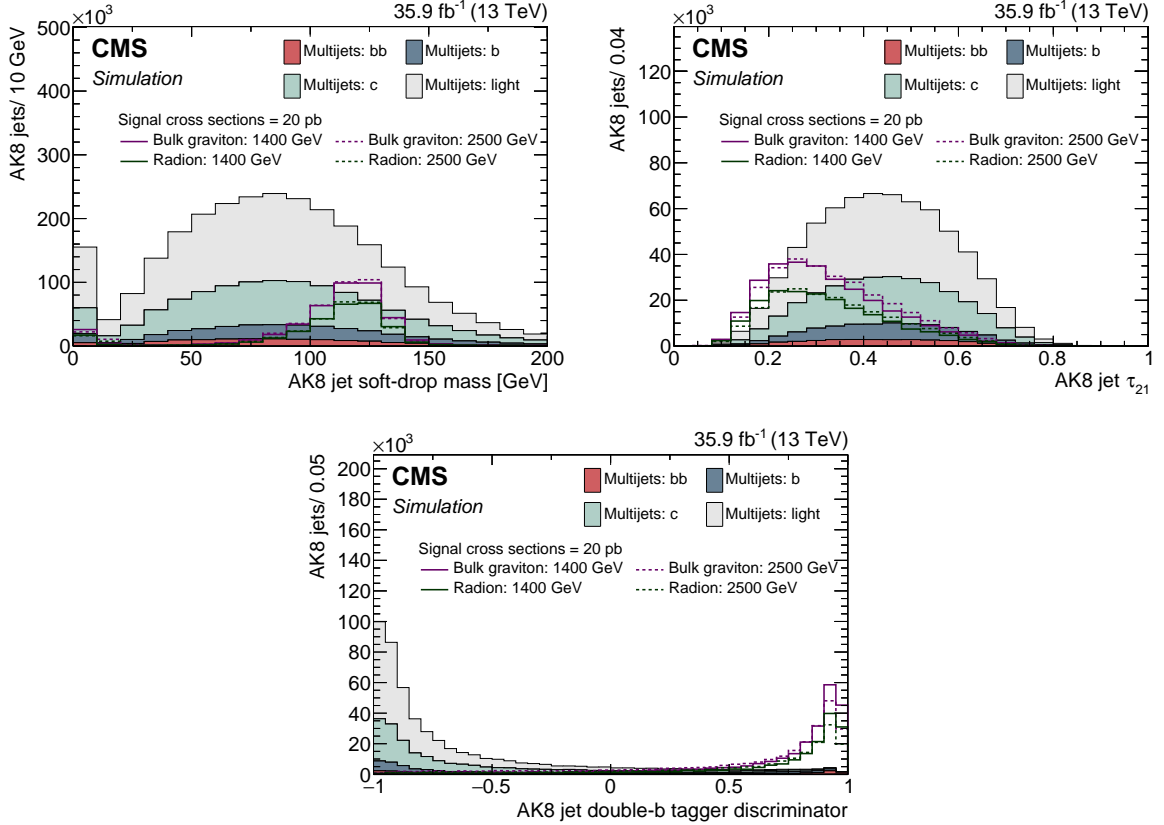 ×10³ 35.9 fb⁻¹ (13 TeV)
AK8 jets/ 10 GeV
500
400
300
200
100
0
CMS
Simulation
Multijets: bb
Multijets: b
Multijets: c
Multijets: light
Signal cross sections = 20 pb
Bulk graviton: 1400 GeV
Bulk graviton: 2500 GeV
Radion: 1400 GeV
Radion: 2500 GeV
0 50 100 150 200
AK8 jet soft-drop mass [GeV]
×10³ 35.9 fb⁻¹ (13 TeV)
AK8 jets/ 0.04
120
100
80
60
40
20
0
CMS
Simulation
Multijets: bb
Multijets: b
Multijets: c
Multijets: light
Signal cross sections = 20 pb
Bulk graviton: 1400 GeV
Bulk graviton: 2500 GeV
Radion: 1400 GeV
Radion: 2500 GeV
0 0.2 0.4 0.6 0.8 1
AK8 jet τ₂₁
×10³ 35.9 fb⁻¹ (13 TeV)
AK8 jets/ 0.05
200
180
160
140
120
100
80
60
40
20
0
CMS
Simulation
Multijets: bb
Multijets: b
Multijets: c
Multijets: light
Signal cross sections = 20 pb
Bulk graviton: 1400 GeV
Bulk graviton: 2500 GeV
Radion: 1400 GeV
Radion: 2500 GeV
−1 −0.5 0 0.5 1
AK8 jet double-b tagger discriminator